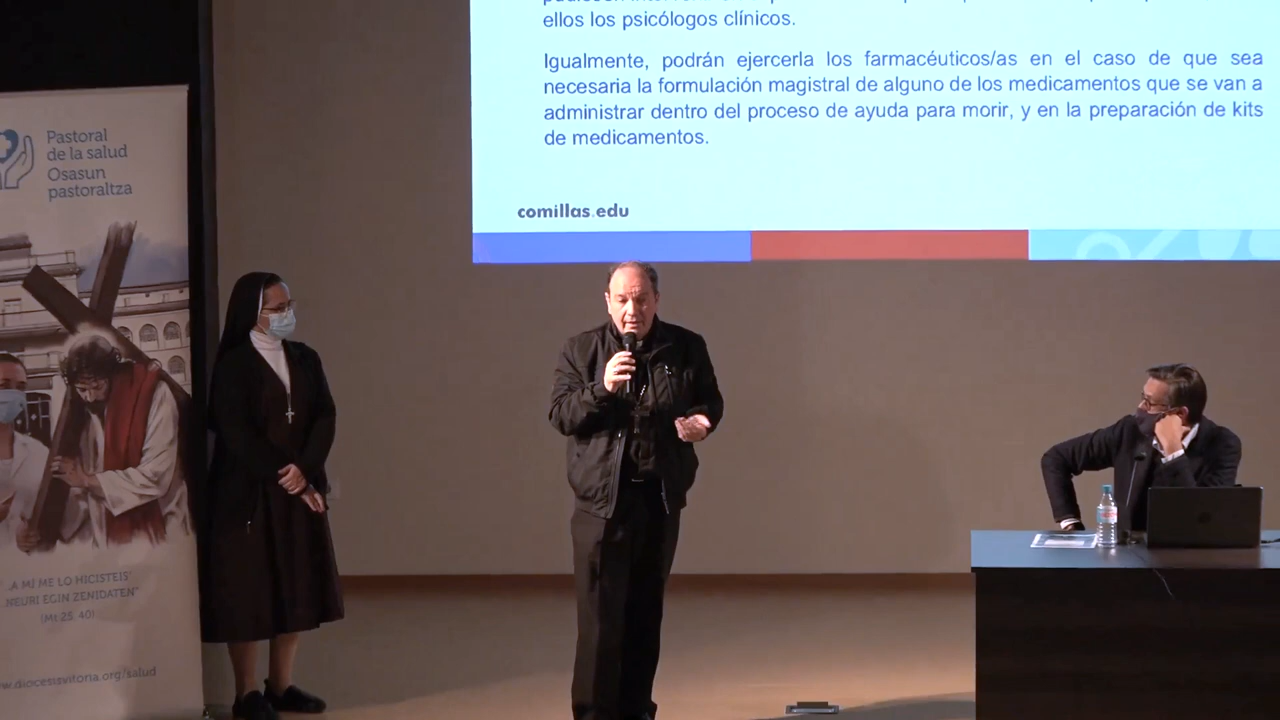 ellos los psicólogos clínicos.
Igualmente, podrán ejercerla los farmacéuticos/as en el caso de que sea
necesaria la formulación magistral de alguno de los medicamentos que se van a
administrar dentro del proceso de ayuda para morir, y en la preparación de kits
de medicamentos.
comillas.edu
Pastoral
de la salud
Osasun
pastoraltza
A MÍ ME LO HICISTEIS"
NEURI EGIN ZENIDATEN"
(Mt 25, 40)
w.diocesisvitoria.org/salud